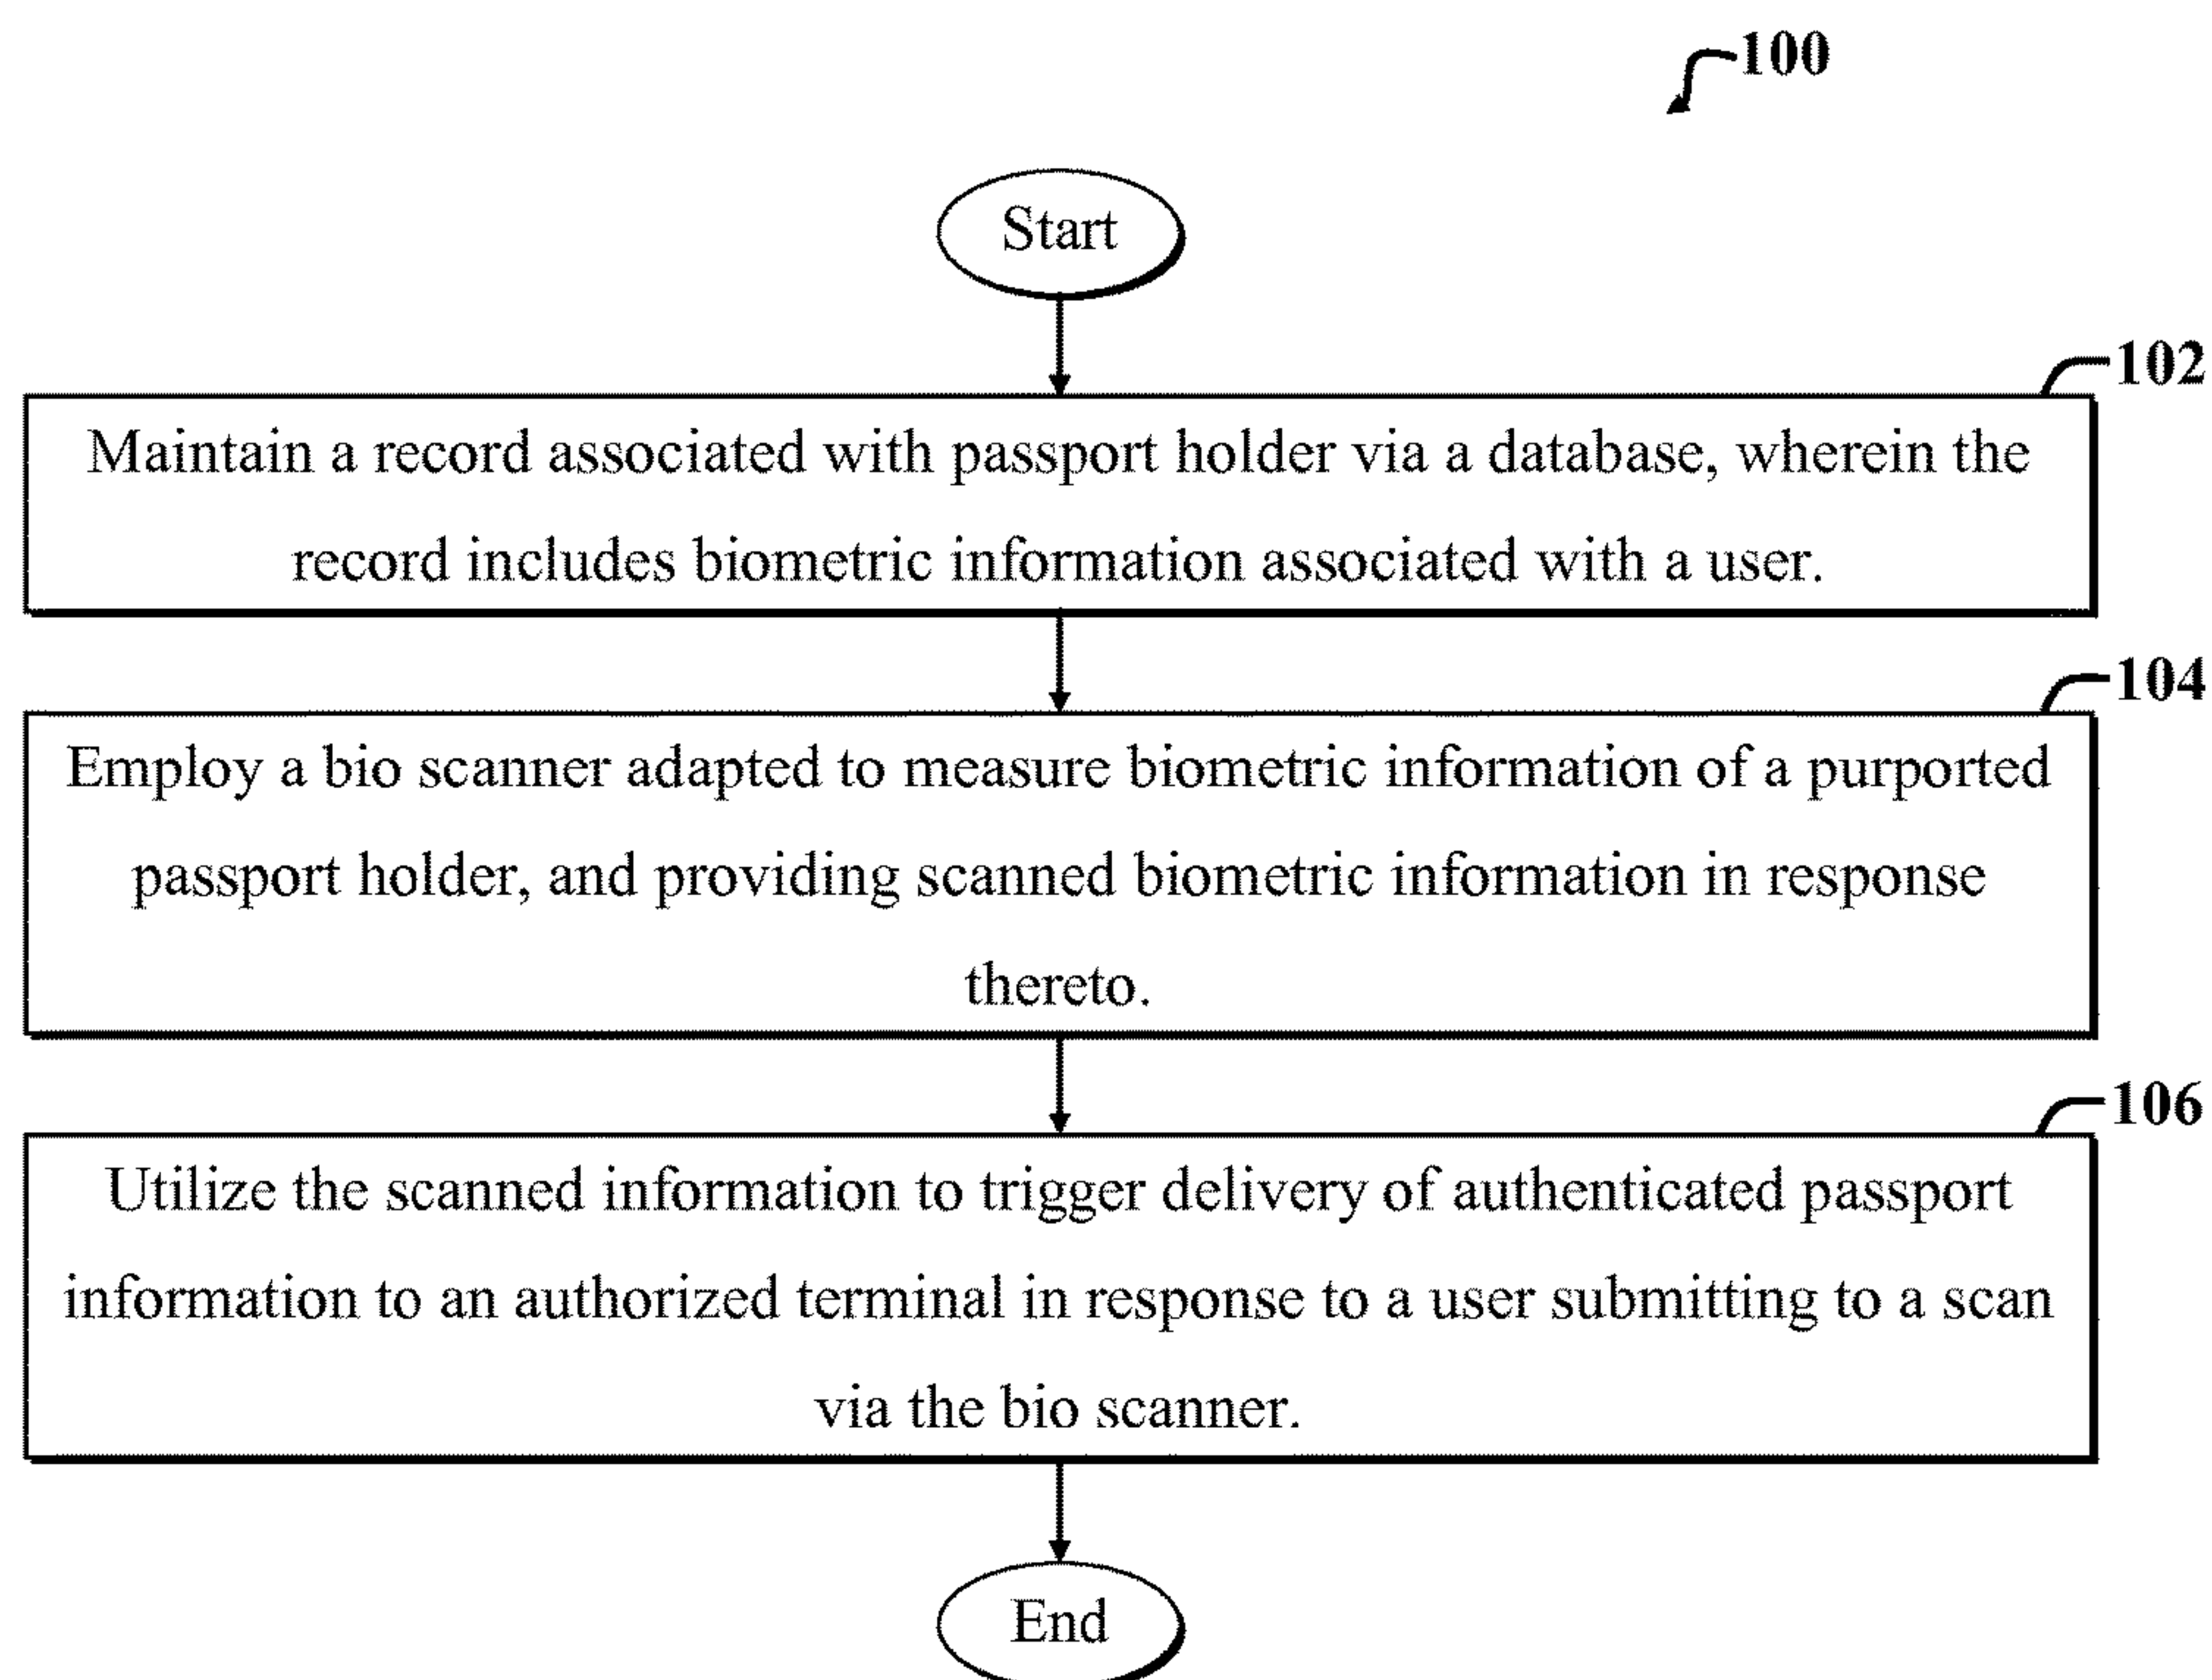 100
Start
102
Maintain a record associated with passport holder via a database, wherein the
record includes biometric information associated with a user.
104
Employ a bio scanner adapted to measure biometric information of a purported
passport holder, and providing scanned biometric information in response
thereto.
106
Utilize the scanned information to trigger delivery of authenticated passport
information to an authorized terminal in response to a user submitting to a scan
via the bio scanner.
End